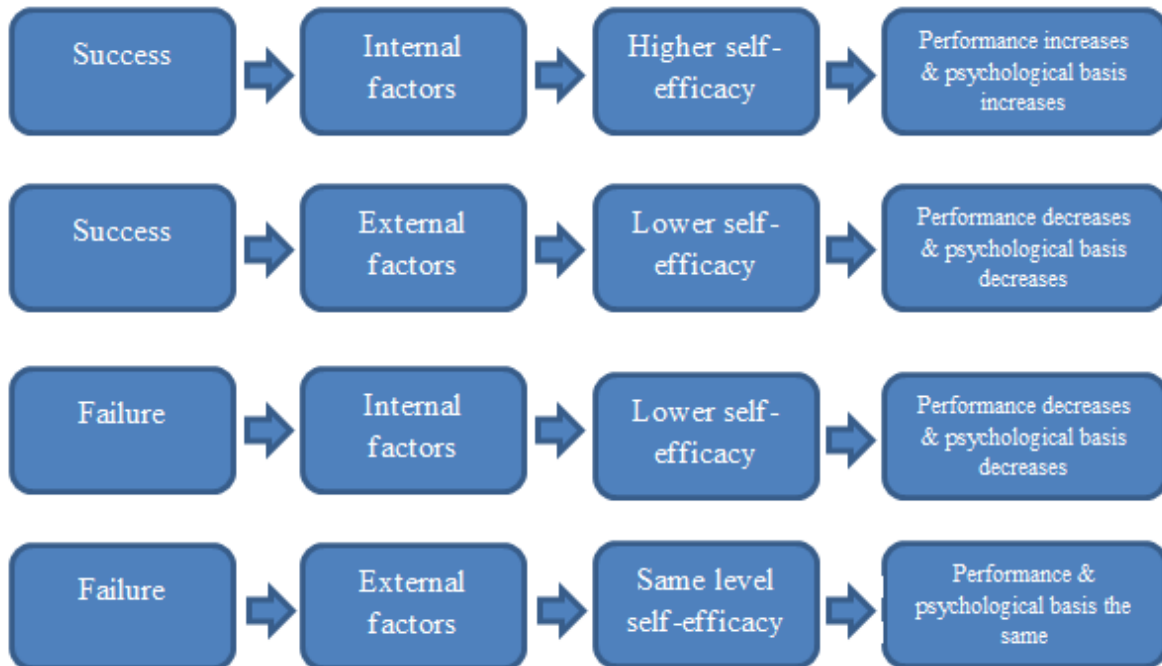 Success
Internal
factors
Higher self-
efficacy
Performance increases
& psychological basis
increases
Success
External
factors
Lower self-
efficacy
Performance decreases
& psychological basis
decreases
Failure
Internal
factors
Lower self-
efficacy
Performance decreases
& psychological basis
decreases
Failure
External
factors
Same level
self-efficacy
Performance &
psychological basis the
same